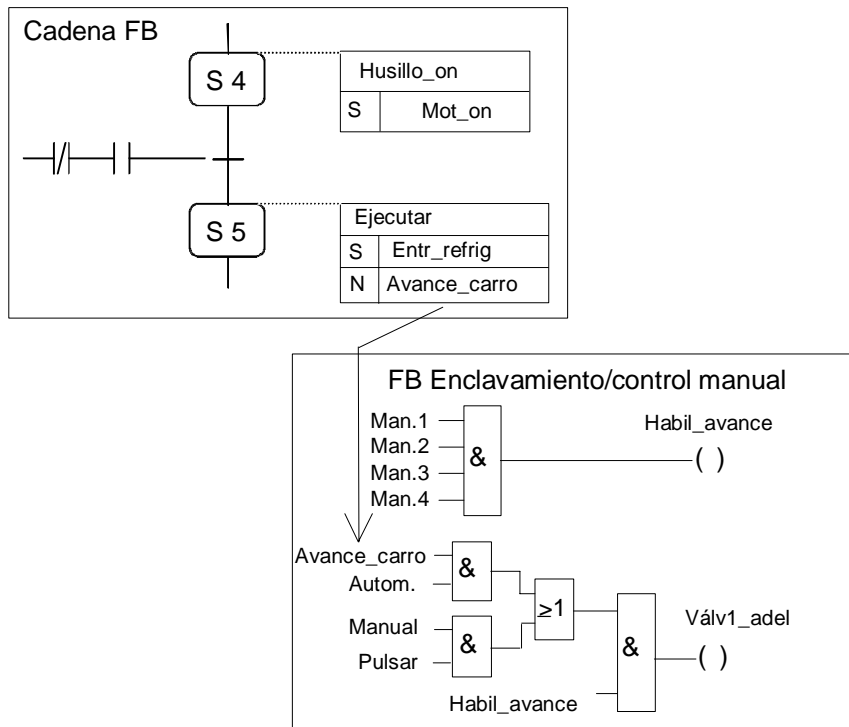 Cadena FB
S 4
Husillo_on
S Mot_on
S 5
Ejecutar
S Entr_refrig
N Avance_carro
FB Enclavamiento/control manual
Man.1
Man.2
Man.3
Man.4
&
Habil_avance
( )
Avance_carro
Autom.
&
Manual
Pulsar
&
≥1
Habil_avance
&
Válv1_adel
( )